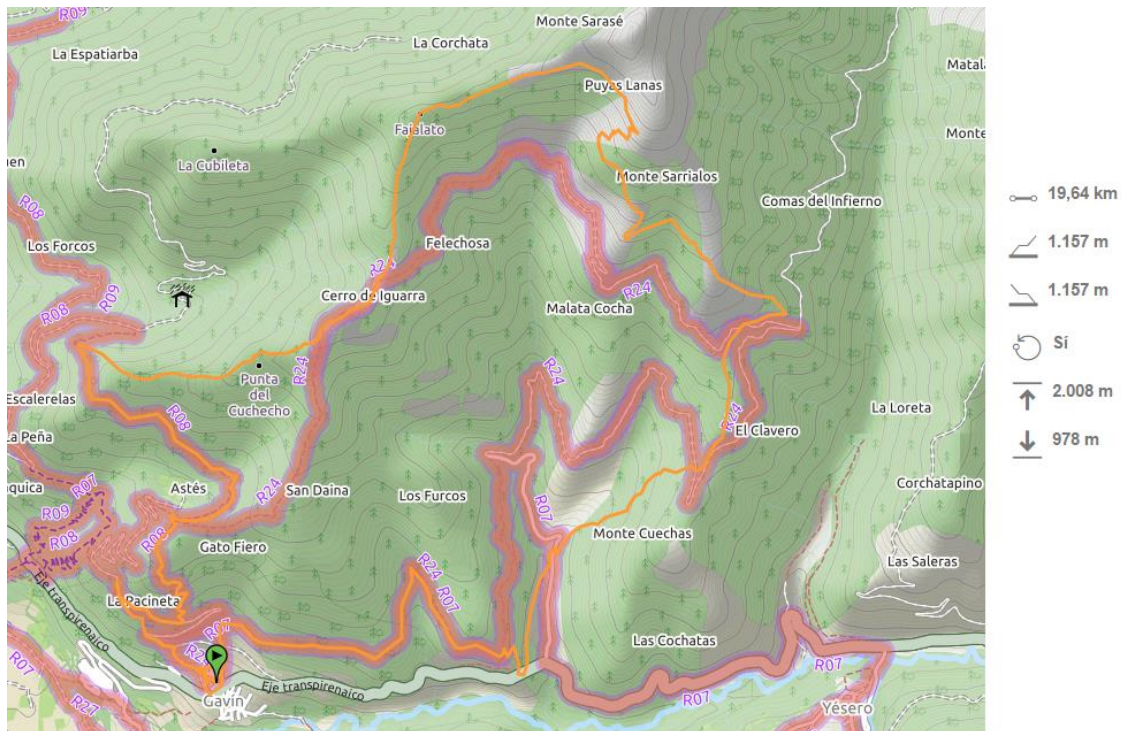 R09
Monte Sarasé
La Espatiarba
La Corchata
Puyas Lanas
Fajalato
La Cubileta
Monte
Monte Sarrialos
Comas del Infierno
R08
Los Forcos
Felechosa
R09
R24
Cerro de Iguarra
R08
Malata Cocha
R24
R24
Punta
del
Cuchecho
R24
Escalerelas
La Loreta
R08
R24
El Clavero
La Peña
R07
Astés
R24
San Daina
Los Furcos
Corchatapino
R09
R07
R08
R08
Gato Fiero
Monte Cuechas
Las Saleras
R24
R07
Eje transpirenaico
La Pacineta
R07
Las Cochatas
R07
Eje transpirenaico
Gavín
R07
R07
R27
Yésero
19,64 km
1.157 m
1.157 m
Sí
2.008 m
978 m